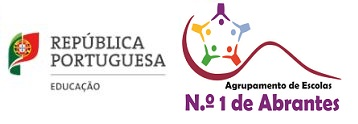 REPÚBLICA
PORTUGUESA
EDUCAÇÃO
Agrupamento de Escolas
N.º 1 de Abrantes